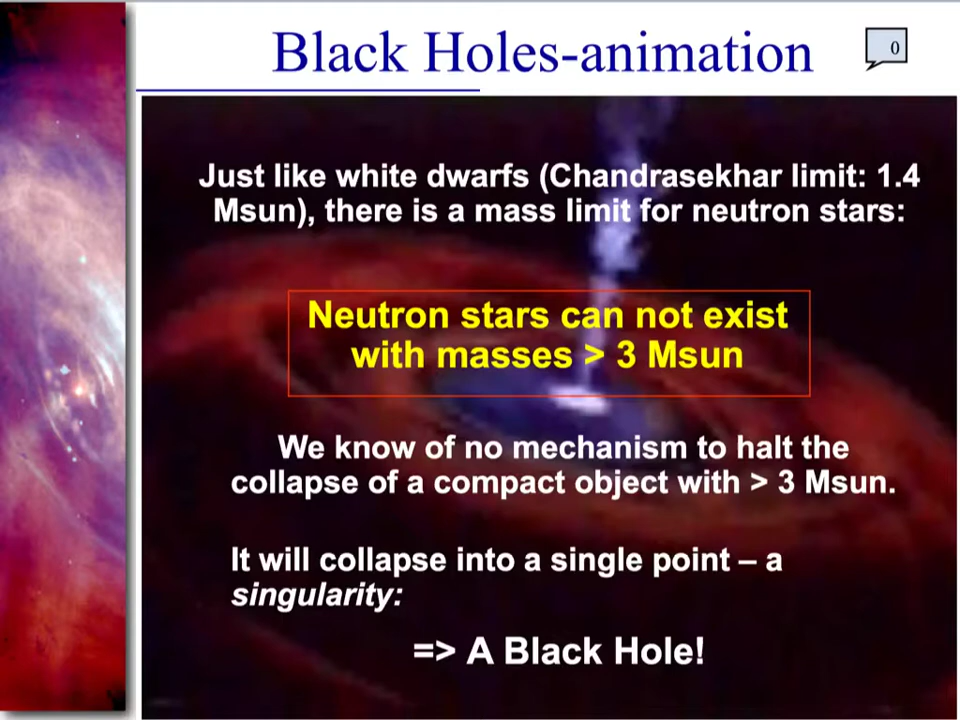 Black Holes-animation
0
Just like white dwarfs (Chandrasekhar limit: 1.4
Msun), there is a mass limit for neutron stars:
Neutron stars can not exist
with masses > 3 Msun
We know of no mechanism to halt the
collapse of a compact object with > 3 Msun.
It will collapse into a single point – a
singularity:
=> A Black Hole!